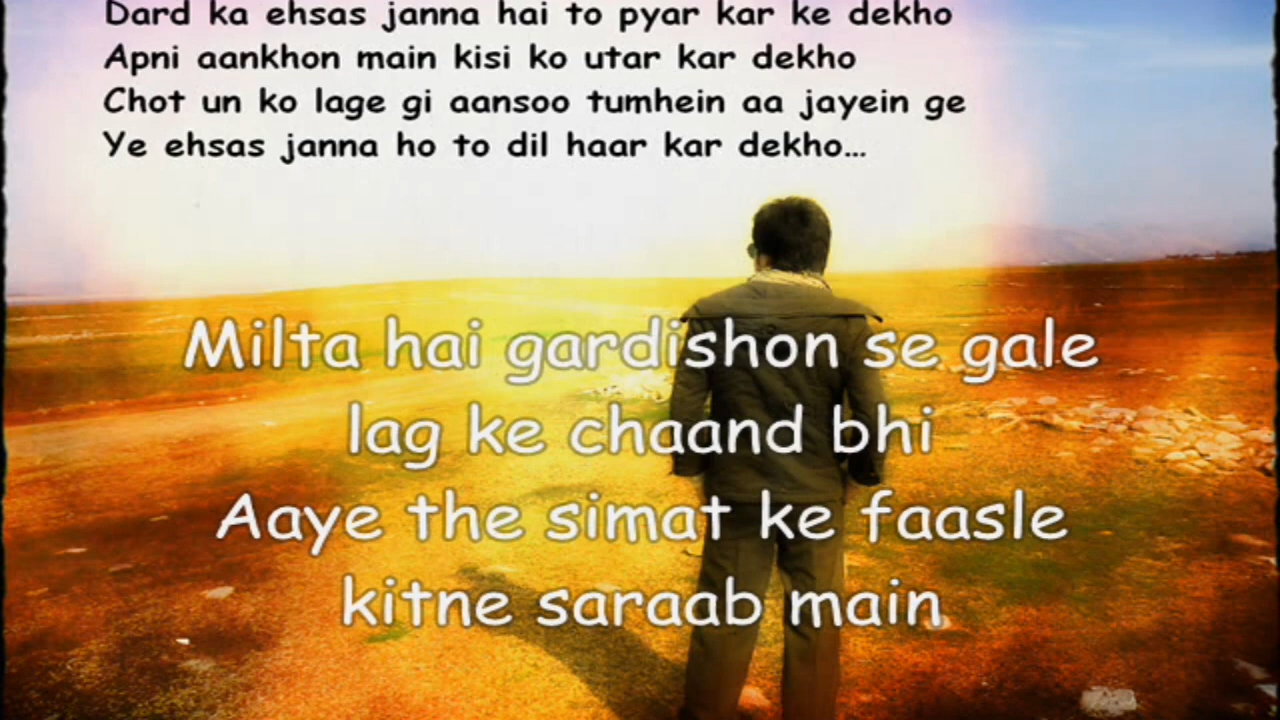 Dard ka ehsas janna hai to pyar kar ke dekho
Apni aankhon main kisi ko utar kar dekho
Chot un ko lage gi aansoo tumhein aa jayein ge
Ye ehsas janna ho to dil haar kar dekho...
Milta hai gardishon se gale
lag ke chaand bhi
Aaye the simat ke faasle
kitne saraab main